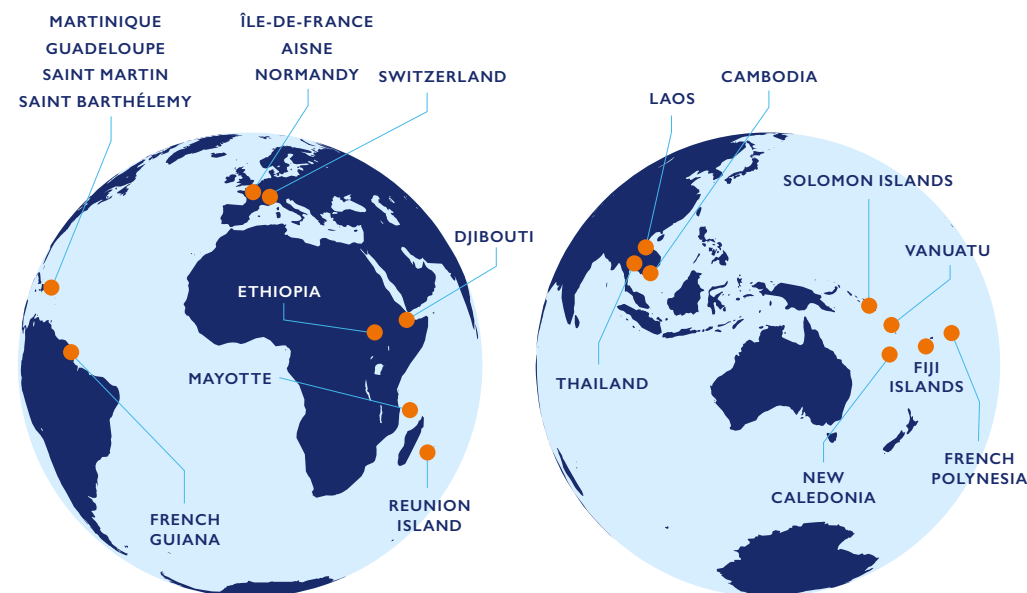 MARTINIQUE
GUADELOUPE
SAINT MARTIN
SAINT BARTHÉLEMY
ÎLE-DE-FRANCE
AISNE
NORMANDY
SWITZERLAND
DJIBOUTI
ETHIOPIA
MAYOTTE
REUNION
ISLAND
FRENCH
GUIANA
CAMBODIA
LAOS
SOLOMON ISLANDS
VANUATU
THAILAND
FIJI
ISLANDS
FRENCH
POLYNESIA
NEW
CALEDONIA